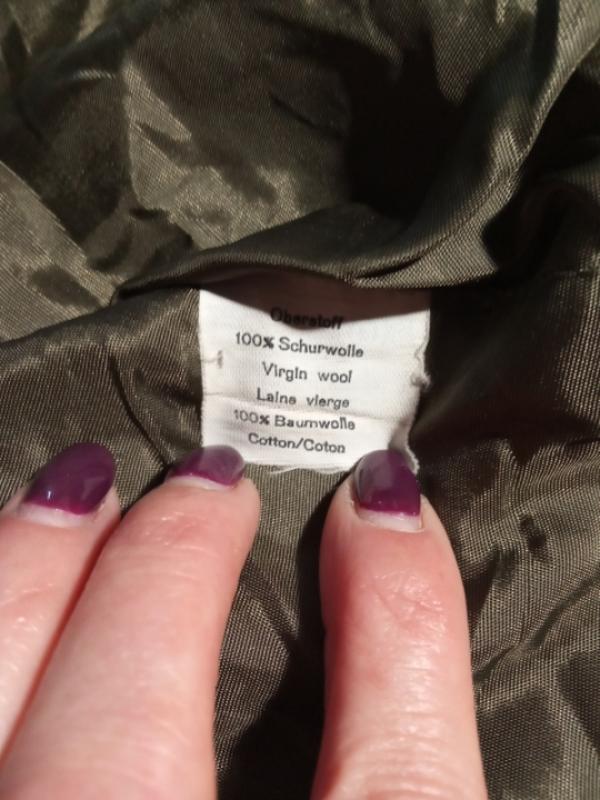 Oberstoff
100% Schurwolle
Virgin wool
Laine vierge
100% Baumwolle
Cotton/Coton